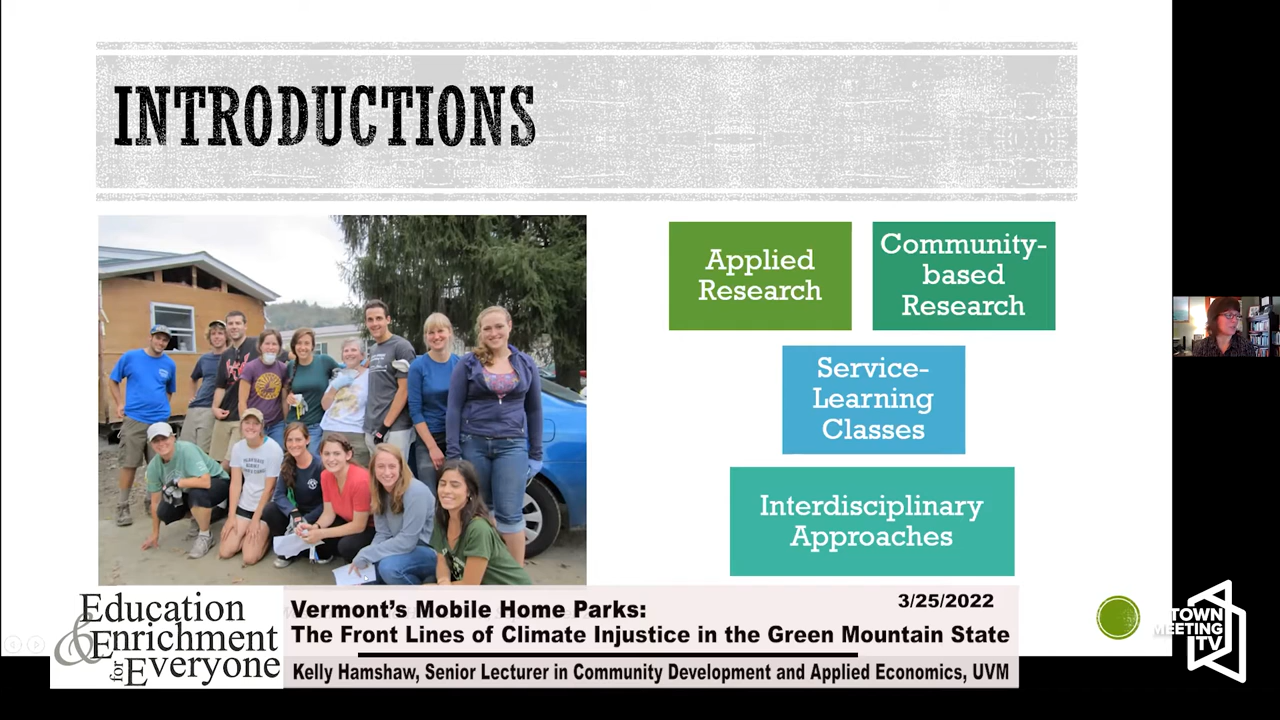 INTRODUCTIONS
Applied
Research
Community-
based
Research
Service-
Learning
Classes
Interdisciplinary
Approaches
Education
& Enrichment
for Everyone
Vermont's Mobile Home Parks:
3/25/2022
The Front Lines of Climate Injustice in the Green Mountain State
Kelly Hamshaw, Senior Lecturer in Community Development and Applied Economics, UVM
TOWN
MEETING
TV